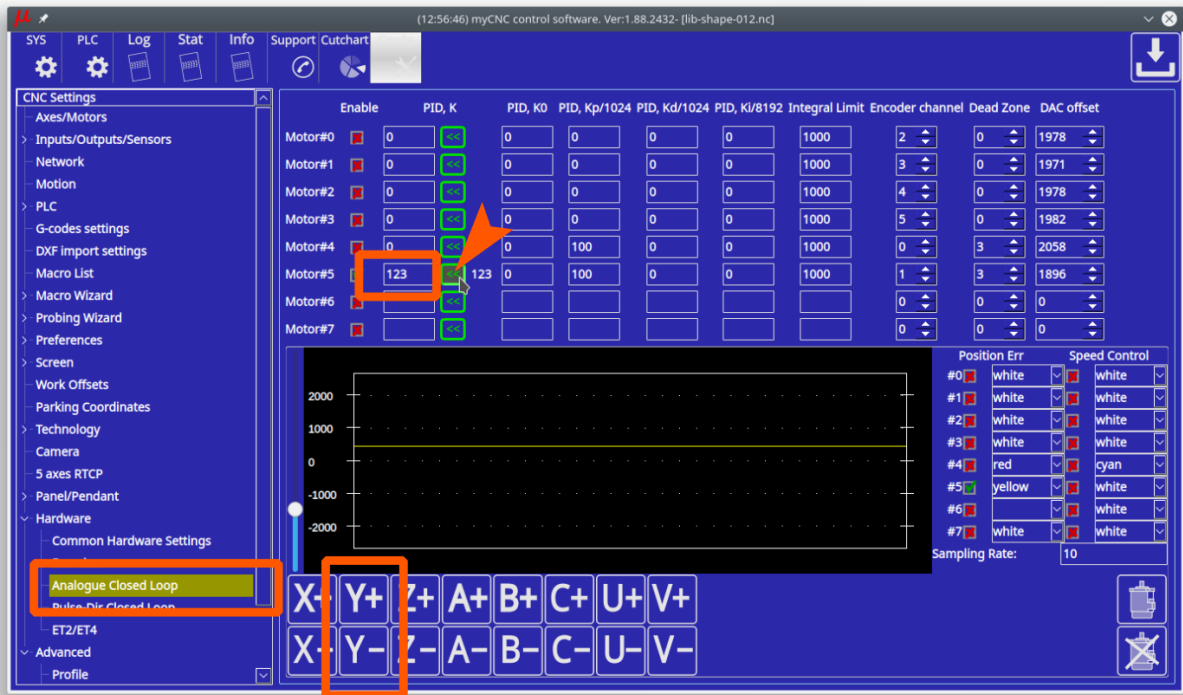 (12:56:46) myCNC control software. Ver:1.88.2432- [lib-shape-012.nc]
SYS PLC Log Stat Info Support Cutchart
CNC Settings
Axes/Motors
Inputs/Outputs/Sensors
Network
Motion
PLC
G-codes settings
DXF import settings
Macro List
Macro Wizard
Probing Wizard
Preferences
Screen
Work Offsets
Parking Coordinates
Technology
Camera
5 axes RTCP
Panel/Pendant
Hardware
Common Hardware Settings
Analogue Closed Loop
Pulse-Dir Closed Loop
ET2/ET4
Advanced
Profile
Enable PID, K PID, K0 PID, Kp/1024 PID, Kd/1024 PID, Ki/8192 Integral Limit Encoder channel Dead Zone DAC offset
Motor#0 0 << 0 0 0 0 1000 2 0 1978
Motor#1 0 << 0 0 0 0 1000 3 0 1971
Motor#2 0 << 0 0 0 0 1000 4 0 1978
Motor#3 0 << 0 0 0 0 1000 5 0 1982
Motor#4 0 << 0 100 0 0 1000 0 3 2058
Motor#5 123 << 123 0 100 0 0 1000 1 3 1896
Motor#6 << 0 0 0
Motor#7 << 0 0 0
2000
1000
0
-1000
-2000
Position Err Speed Control
#0 white white
#1 white white
#2 white white
#3 white white
#4 red cyan
#5 yellow white
#6 white
#7 white white
Sampling Rate: 10
X+ Y+ Z+ A+ B+ C+ U+ V+
X- Y- Z- A- B- C- U- V-